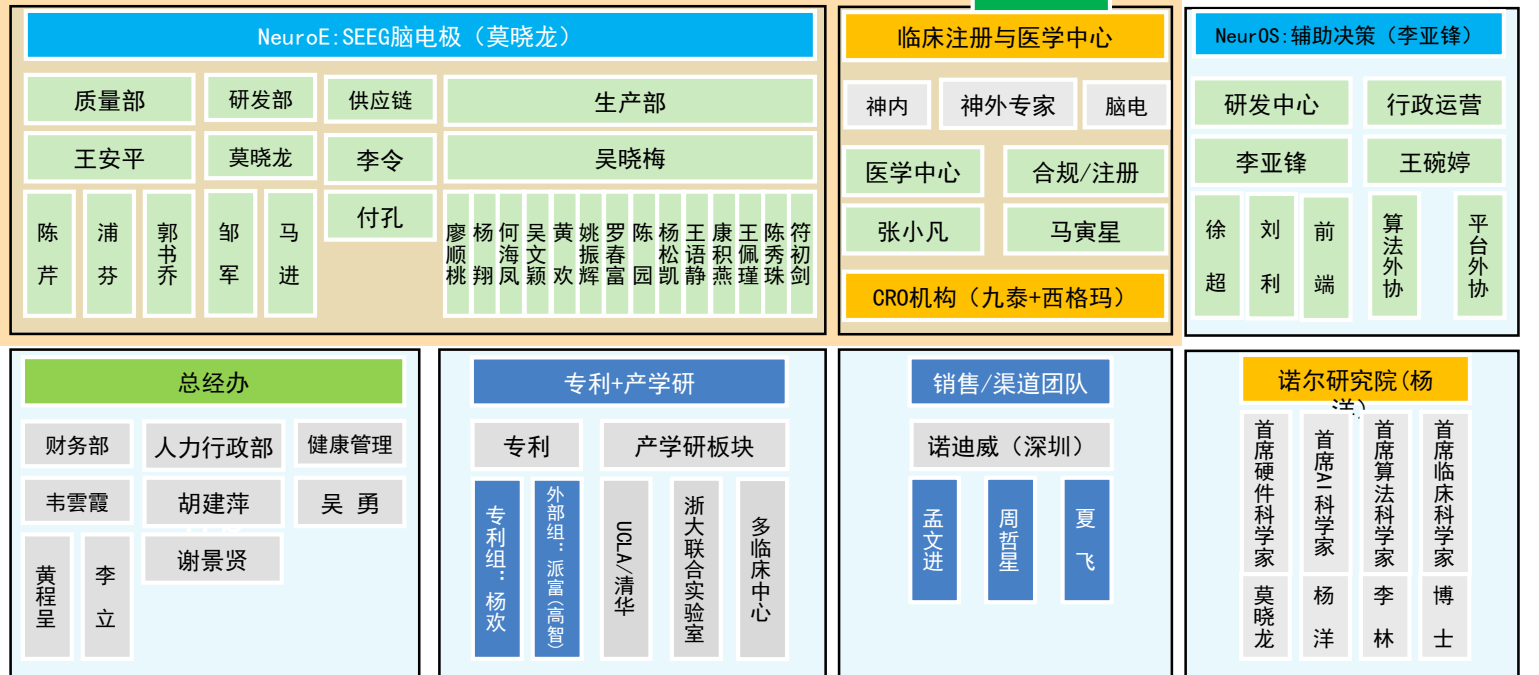 NeuroE:SEEG脑电极（莫晓龙）
质量部
研发部
供应链
生产部
王安平
莫晓龙
李令
吴晓梅
陈芹
浦芬
郭书乔
邹军
马进
付孔
廖顺桃
杨翔
何海凤
吴文颖
黄欢
姚振辉
罗春富
陈园
杨松凯
王语静
康积燕
王佩瑾
陈秀珠
符初剑
临床注册与医学中心
神内
神外专家
脑电
医学中心
合规/注册
张小凡
马寅星
CRO机构（九泰+西格玛）
NeurOS:辅助决策（李亚锋）
研发中心
行政运营
李亚锋
王碗婷
徐超
刘利
前端
算法外协
平台外协
总经办
财务部
人力行政部
健康管理
韦雲霞
胡建萍
吴 勇
谢景贤
黄程呈
李立
专利+产学研
专利
产学研板块
专利组：杨欢
外部组：派富(高智)
UCLA/清华
浙大联合实验室
多临床中心
销售/渠道团队
诺迪威（深圳）
孟文进
周哲星
夏飞
诺尔研究院(杨
洋)
首席硬件科学家
首席AI科学家
首席算法科学家
首席临床科学家
莫晓龙
杨洋
李林
博士